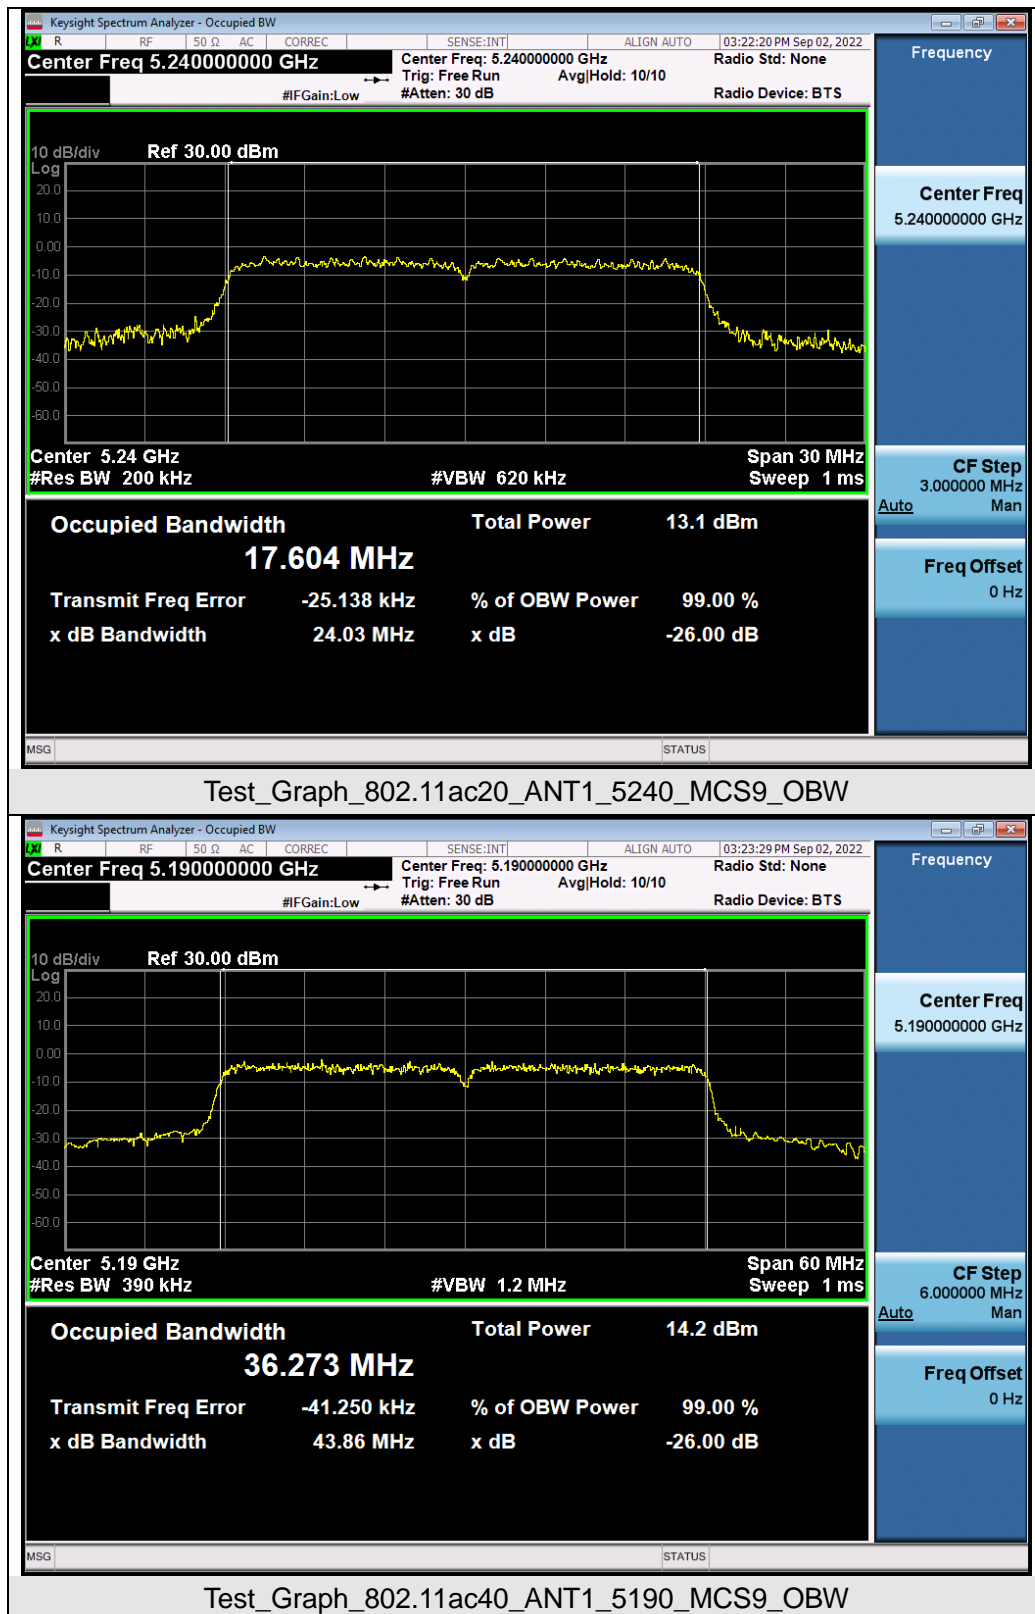 Keysight Spectrum Analyzer - Occupied BW
LXI R RF 50 Ω AC CORREC SENSE:INT ALIGN AUTO 03:22:20 PM Sep 02, 2022
Center Freq 5.240000000 GHz
Center Freq: 5.240000000 GHz Radio Std: None
Trig: Free Run Avg|Hold: 10/10
#IFGain:Low #Atten: 30 dB Radio Device: BTS
Frequency
10 dB/div Ref 30.00 dBm
Log
20.0
10.0
0.00
-10.0
-20.0
-30.0
-40.0
-50.0
-60.0
Center Freq
5.240000000 GHz
Center 5.24 GHz Span 30 MHz
#Res BW 200 kHz #VBW 620 kHz Sweep 1 ms
CF Step
3.000000 MHz
Auto Man
Freq Offset
0 Hz
Occupied Bandwidth Total Power 13.1 dBm
17.604 MHz
Transmit Freq Error -25.138 kHz % of OBW Power 99.00 %
x dB Bandwidth 24.03 MHz x dB -26.00 dB
MSG STATUS
Test_Graph_802.11ac20_ANT1_5240_MCS9_OBW
Keysight Spectrum Analyzer - Occupied BW
LXI R RF 50 Ω AC CORREC SENSE:INT ALIGN AUTO 03:23:29 PM Sep 02, 2022
Center Freq 5.190000000 GHz
Center Freq: 5.190000000 GHz Radio Std: None
Trig: Free Run Avg|Hold: 10/10
#IFGain:Low #Atten: 30 dB Radio Device: BTS
Frequency
10 dB/div Ref 30.00 dBm
Log
20.0
10.0
0.00
-10.0
-20.0
-30.0
-40.0
-50.0
-60.0
Center Freq
5.190000000 GHz
Center 5.19 GHz Span 60 MHz
#Res BW 390 kHz #VBW 1.2 MHz Sweep 1 ms
CF Step
6.000000 MHz
Auto Man
Freq Offset
0 Hz
Occupied Bandwidth Total Power 14.2 dBm
36.273 MHz
Transmit Freq Error -41.250 kHz % of OBW Power 99.00 %
x dB Bandwidth 43.86 MHz x dB -26.00 dB
MSG STATUS
Test_Graph_802.11ac40_ANT1_5190_MCS9_OBW